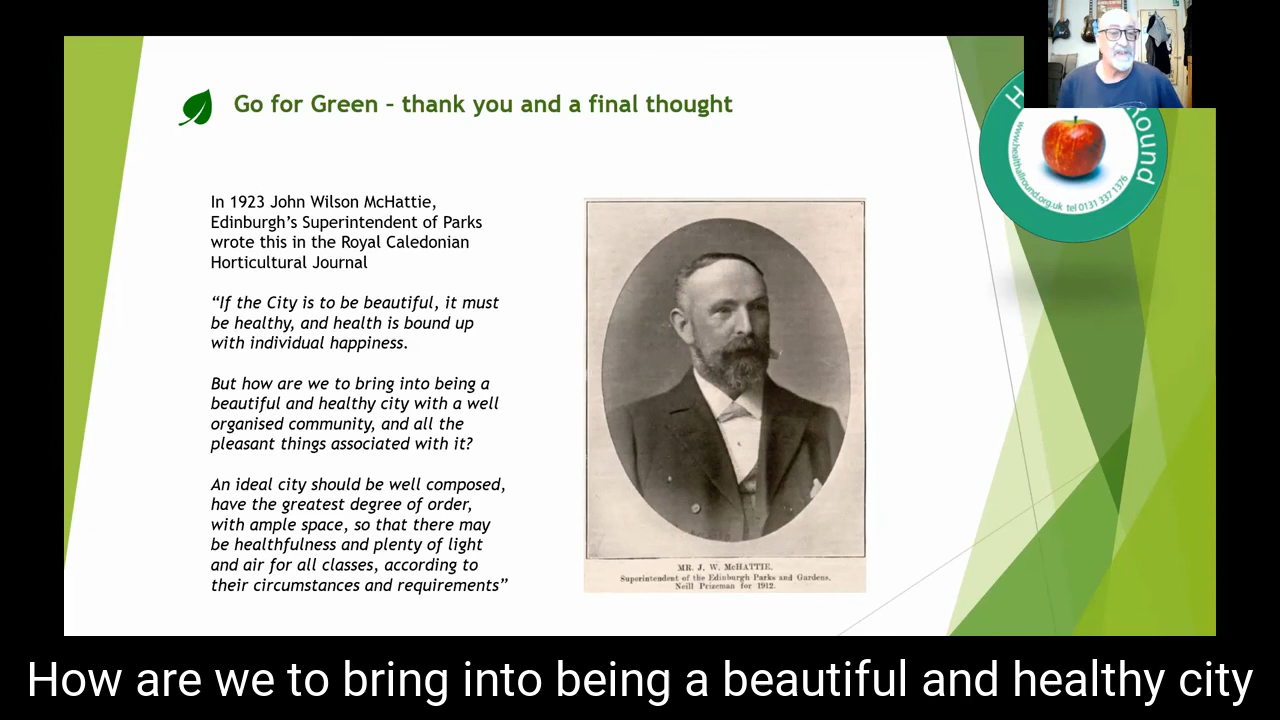 Go for Green – thank you and a final thought
In 1923 John Wilson McHattie,
Edinburgh’s Superintendent of Parks
wrote this in the Royal Caledonian
Horticultural Journal
“If the City is to be beautiful, it must
be healthy, and health is bound up
with individual happiness.
But how are we to bring into being a
beautiful and healthy city with a well
organised community, and all the
pleasant things associated with it?
An ideal city should be well composed,
have the greatest degree of order,
with ample space, so that there may
be healthfulness and plenty of light
and air for all classes, according to
their circumstances and requirements”
MR. J. W. McHATTIE,
Superintendent of the Edinburgh Parks and Gardens.
Neill Prizeman for 1912.
H
Round
www.healthallround.org.uk tel 0131 337 1376
How are we to bring into being a beautiful and healthy city